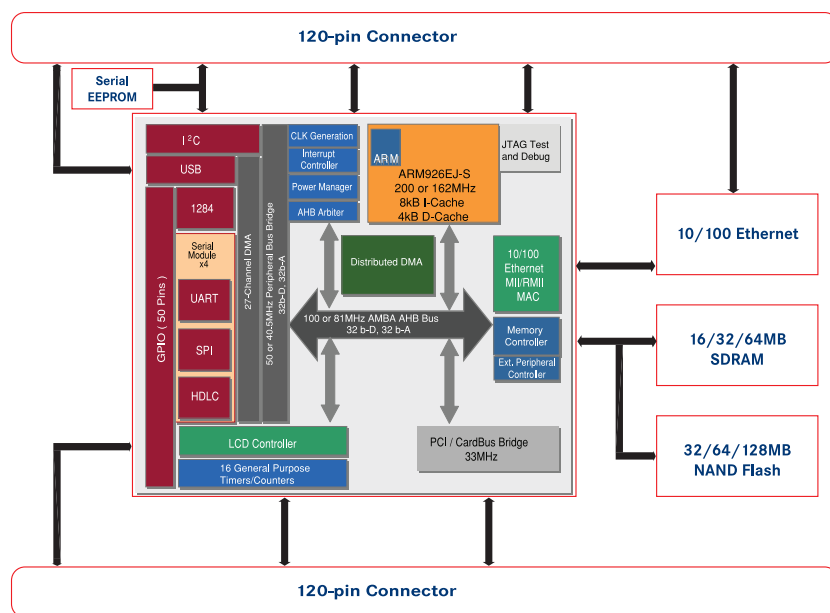 120-pin Connector
Serial
EEPROM
I²C
USB
1284
Serial
Module
x4
UART
SPI
HDLC
GPIO ( 50 Pins )
27-Channel DMA
50 or 40.5MHz Peripheral Bus Bridge
32b-D, 32b-A
CLK Generation
Interrupt
Controller
Power Manager
AHB Arbiter
ARM
ARM926EJ-S
200 or 162MHz
8kB I-Cache
4kB D-Cache
JTAG Test
and Debug
Distributed DMA
10/100
Ethernet
MII/RMII
MAC
100 or 81MHz AMBA AHB Bus
32 b-D, 32 b-A
Memory
Controller
Ext. Peripheral
Controller
LCD Controller
16 General Purpose
Timers/Counters
PCI / CardBus Bridge
33MHz
10/100 Ethernet
16/32/64MB
SDRAM
32/64/128MB
NAND Flash
120-pin Connector